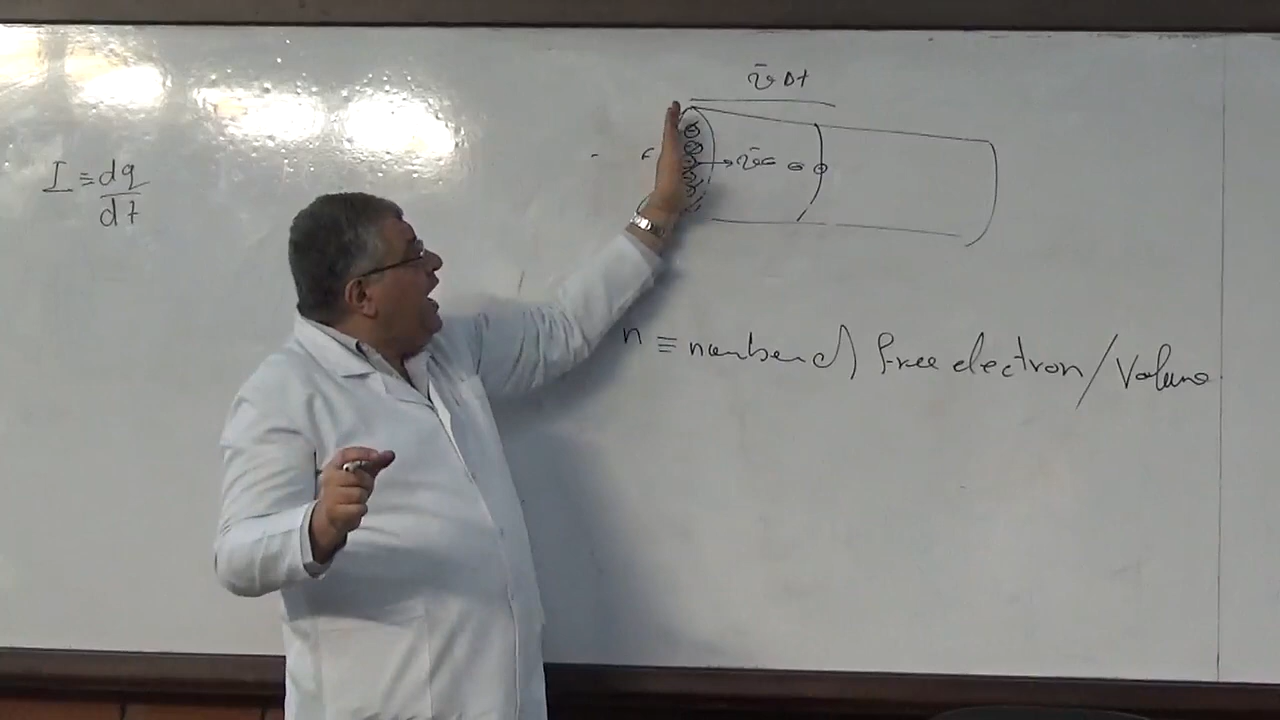 v̄ Δt
I ≡ dq
dt
v̄
n ≡ number of free electron / Volume